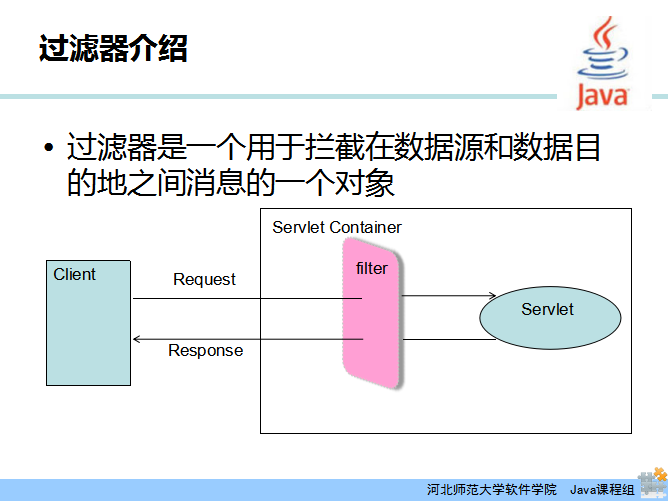 过滤器介绍
Java
• 过滤器是一个用于拦截在数据源和数据目
的地之间消息的一个对象
Servlet Container
Client
filter
Request
Servlet
Response
河北师范大学软件学院 Java课程组